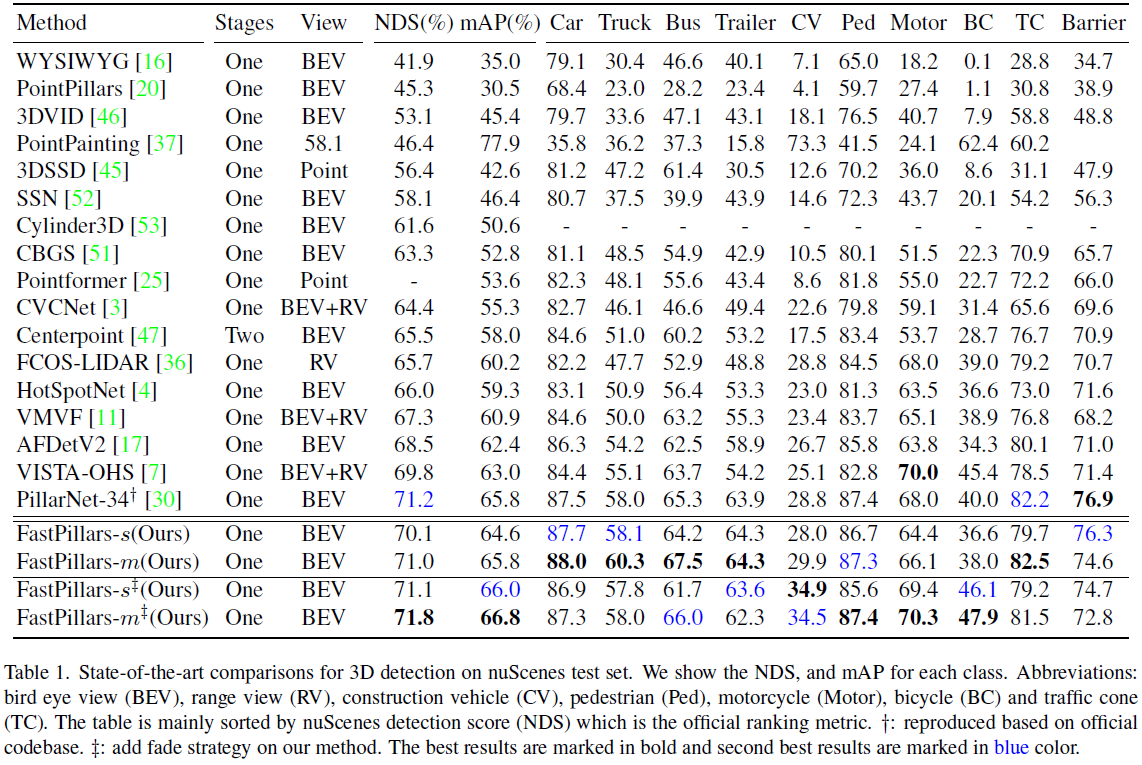 Method Stages View NDS(%) mAP(%) Car Truck Bus Trailer CV Ped Motor BC TC Barrier
WYSIWYG [16] One BEV 41.9 35.0 79.1 30.4 46.6 40.1 7.1 65.0 18.2 0.1 28.8 34.7
PointPillars [20] One BEV 45.3 30.5 68.4 23.0 28.2 23.4 4.1 59.7 27.4 1.1 30.8 38.9
3DVID [46] One BEV 53.1 45.4 79.7 33.6 47.1 43.1 18.1 76.5 40.7 7.9 58.8 48.8
PointPainting [37] One 58.1 46.4 77.9 35.8 36.2 37.3 15.8 73.3 41.5 24.1 62.4 60.2
3DSSD [45] One Point 56.4 42.6 81.2 47.2 61.4 30.5 12.6 70.2 36.0 8.6 31.1 47.9
SSN [52] One BEV 58.1 46.4 80.7 37.5 39.9 43.9 14.6 72.3 43.7 20.1 54.2 56.3
Cylinder3D [53] One BEV 61.6 50.6 - - - - - - - - - -
CBGS [51] One BEV 63.3 52.8 81.1 48.5 54.9 42.9 10.5 80.1 51.5 22.3 70.9 65.7
Pointformer [25] One Point - 53.6 82.3 48.1 55.6 43.4 8.6 81.8 55.0 22.7 72.2 66.0
CVCNet [3] One BEV+RV 64.4 55.3 82.7 46.1 46.6 49.4 22.6 79.8 59.1 31.4 65.6 69.6
Centerpoint [47] Two BEV 65.5 58.0 84.6 51.0 60.2 53.2 17.5 83.4 53.7 28.7 76.7 70.9
FCOS-LIDAR [36] One RV 65.7 60.2 82.2 47.7 52.9 48.8 28.8 84.5 68.0 39.0 79.2 70.7
HotSpotNet [4] One BEV 66.0 59.3 83.1 50.9 56.4 53.3 23.0 81.3 63.5 36.6 73.0 71.6
VMVF [11] One BEV+RV 67.3 60.9 84.6 50.0 63.2 55.3 23.4 83.7 65.1 38.9 76.8 68.2
AFDetV2 [17] One BEV 68.5 62.4 86.3 54.2 62.5 58.9 26.7 85.8 63.8 34.3 80.1 71.0
VISTA-OHS [7] One BEV+RV 69.8 63.0 84.4 55.1 63.7 54.2 25.1 82.8 70.0 45.4 78.5 71.4
PillarNet-34† [30] One BEV 71.2 65.8 87.5 58.0 65.3 63.9 28.8 87.4 68.0 40.0 82.2 76.9
FastPillars-s(Ours) One BEV 70.1 64.6 87.7 58.1 64.2 64.3 28.0 86.7 64.4 36.6 79.7 76.3
FastPillars-m(Ours) One BEV 71.0 65.8 88.0 60.3 67.5 64.3 29.9 87.3 66.1 38.0 82.5 74.6
FastPillars-s‡(Ours) One BEV 71.1 66.0 86.9 57.8 61.7 63.6 34.9 85.6 69.4 46.1 79.2 74.7
FastPillars-m‡(Ours) One BEV 71.8 66.8 87.3 58.0 66.0 62.3 34.5 87.4 70.3 47.9 81.5 72.8
Table 1. State-of-the-art comparisons for 3D detection on nuScenes test set. We show the NDS, and mAP for each class. Abbreviations:
bird eye view (BEV), range view (RV), construction vehicle (CV), pedestrian (Ped), motorcycle (Motor), bicycle (BC) and traffic cone
(TC). The table is mainly sorted by nuScenes detection score (NDS) which is the official ranking metric. †: reproduced based on official
codebase. ‡: add fade strategy on our method. The best results are marked in bold and second best results are marked in blue color.